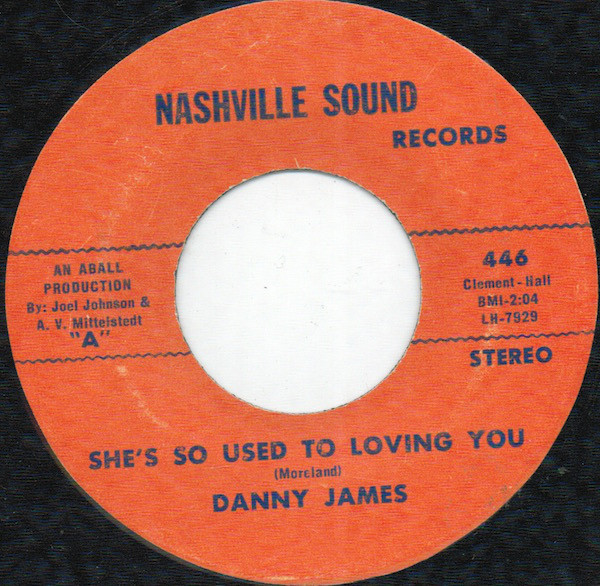 NASHVILLE SOUND
RECORDS
AN ABALL
PRODUCTION
By: Joel Johnson &
A. V. Mittelstedt
"A"
446
Clement - Hall
BMI-2:04
LH-7929
STEREO
SHE'S SO USED TO LOVING YOU
(Moreland)
DANNY JAMES